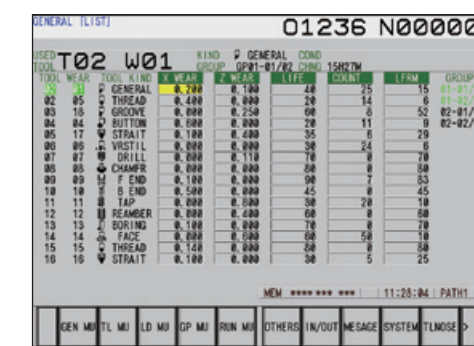 GENERAL [LIST]
O1236 N00000
USED TOOL T02 W01 KIND GENERAL COND
GROUP GP01-01/02 CHNG 15H27M
TOOL WEAR TOOL KIND X WEAR Z WEAR LIFE COUNT LFRM GROUP
GENERAL 0.200 0.100 40 25 15 01-01/
02 05 THREAD 0.400 0.000 20 14 6 01-02/
03 18 GROOVE 0.000 0.250 60 8 52 02-01/
04 04 BUTTON 0.600 0.000 20 11 9 02-02/
05 17 STRAIT 0.100 0.400 35 6 29
06 06 VRSTIL 0.000 0.000 30 24 6
07 07 DRILL 0.000 0.110 70 0 70
08 08 CHAMFR 0.000 0.000 80 0 80
09 09 F END 0.100 0.000 90 7 83
10 10 B END 0.500 0.000 45 0 45
11 11 TAP 0.000 0.800 30 20 10
12 12 REAMBER 0.000 0.400 60 0 60
13 13 BORING 0.100 0.000 70 0 70
14 14 FACE 0.000 0.600 60 50 10
15 15 THREAD 0.140 0.000 80 0 80
16 16 STRAIT 0.100 0.000 30 5 25
MEM **** *** *** 11:28:04 PATH1
GEN MU TL MU LD MU GP MU RUN MU OTHERS IN/OUT MESAGE SYSTEM TLNOSE >